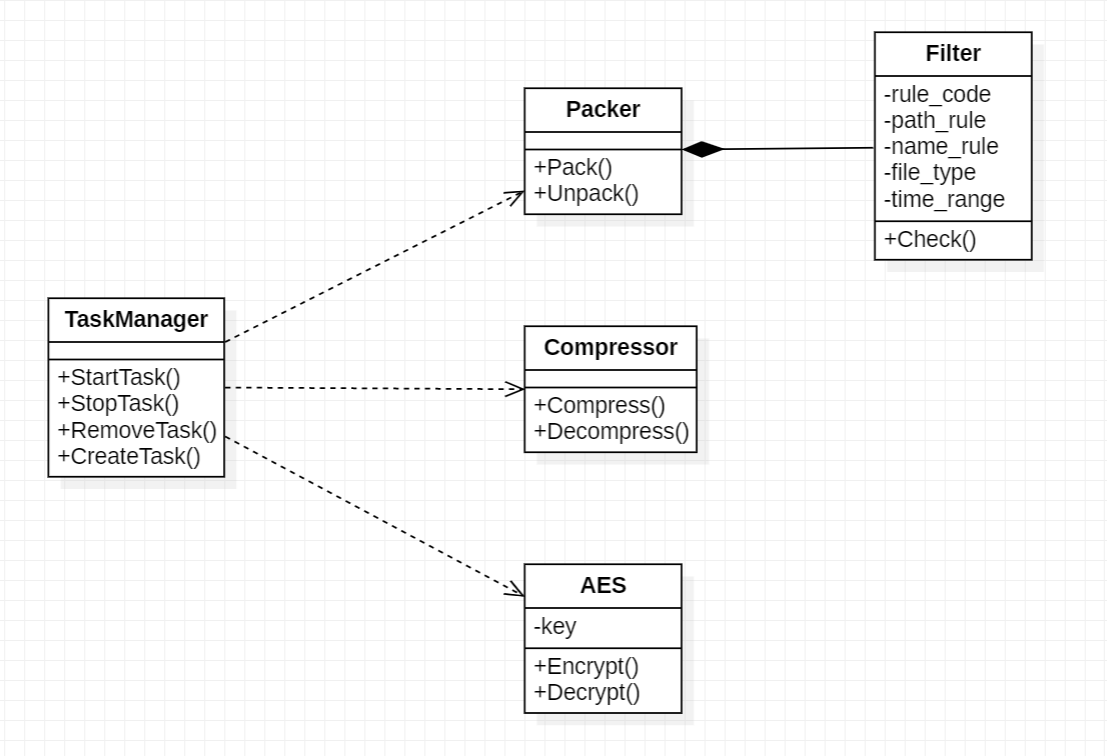 Filter
-rule_code
-path_rule
-name_rule
-file_type
-time_range
+Check()
Packer
+Pack()
+Unpack()
TaskManager
+StartTask()
+StopTask()
+RemoveTask()
+CreateTask()
Compressor
+Compress()
+Decompress()
AES
-key
+Encrypt()
+Decrypt()